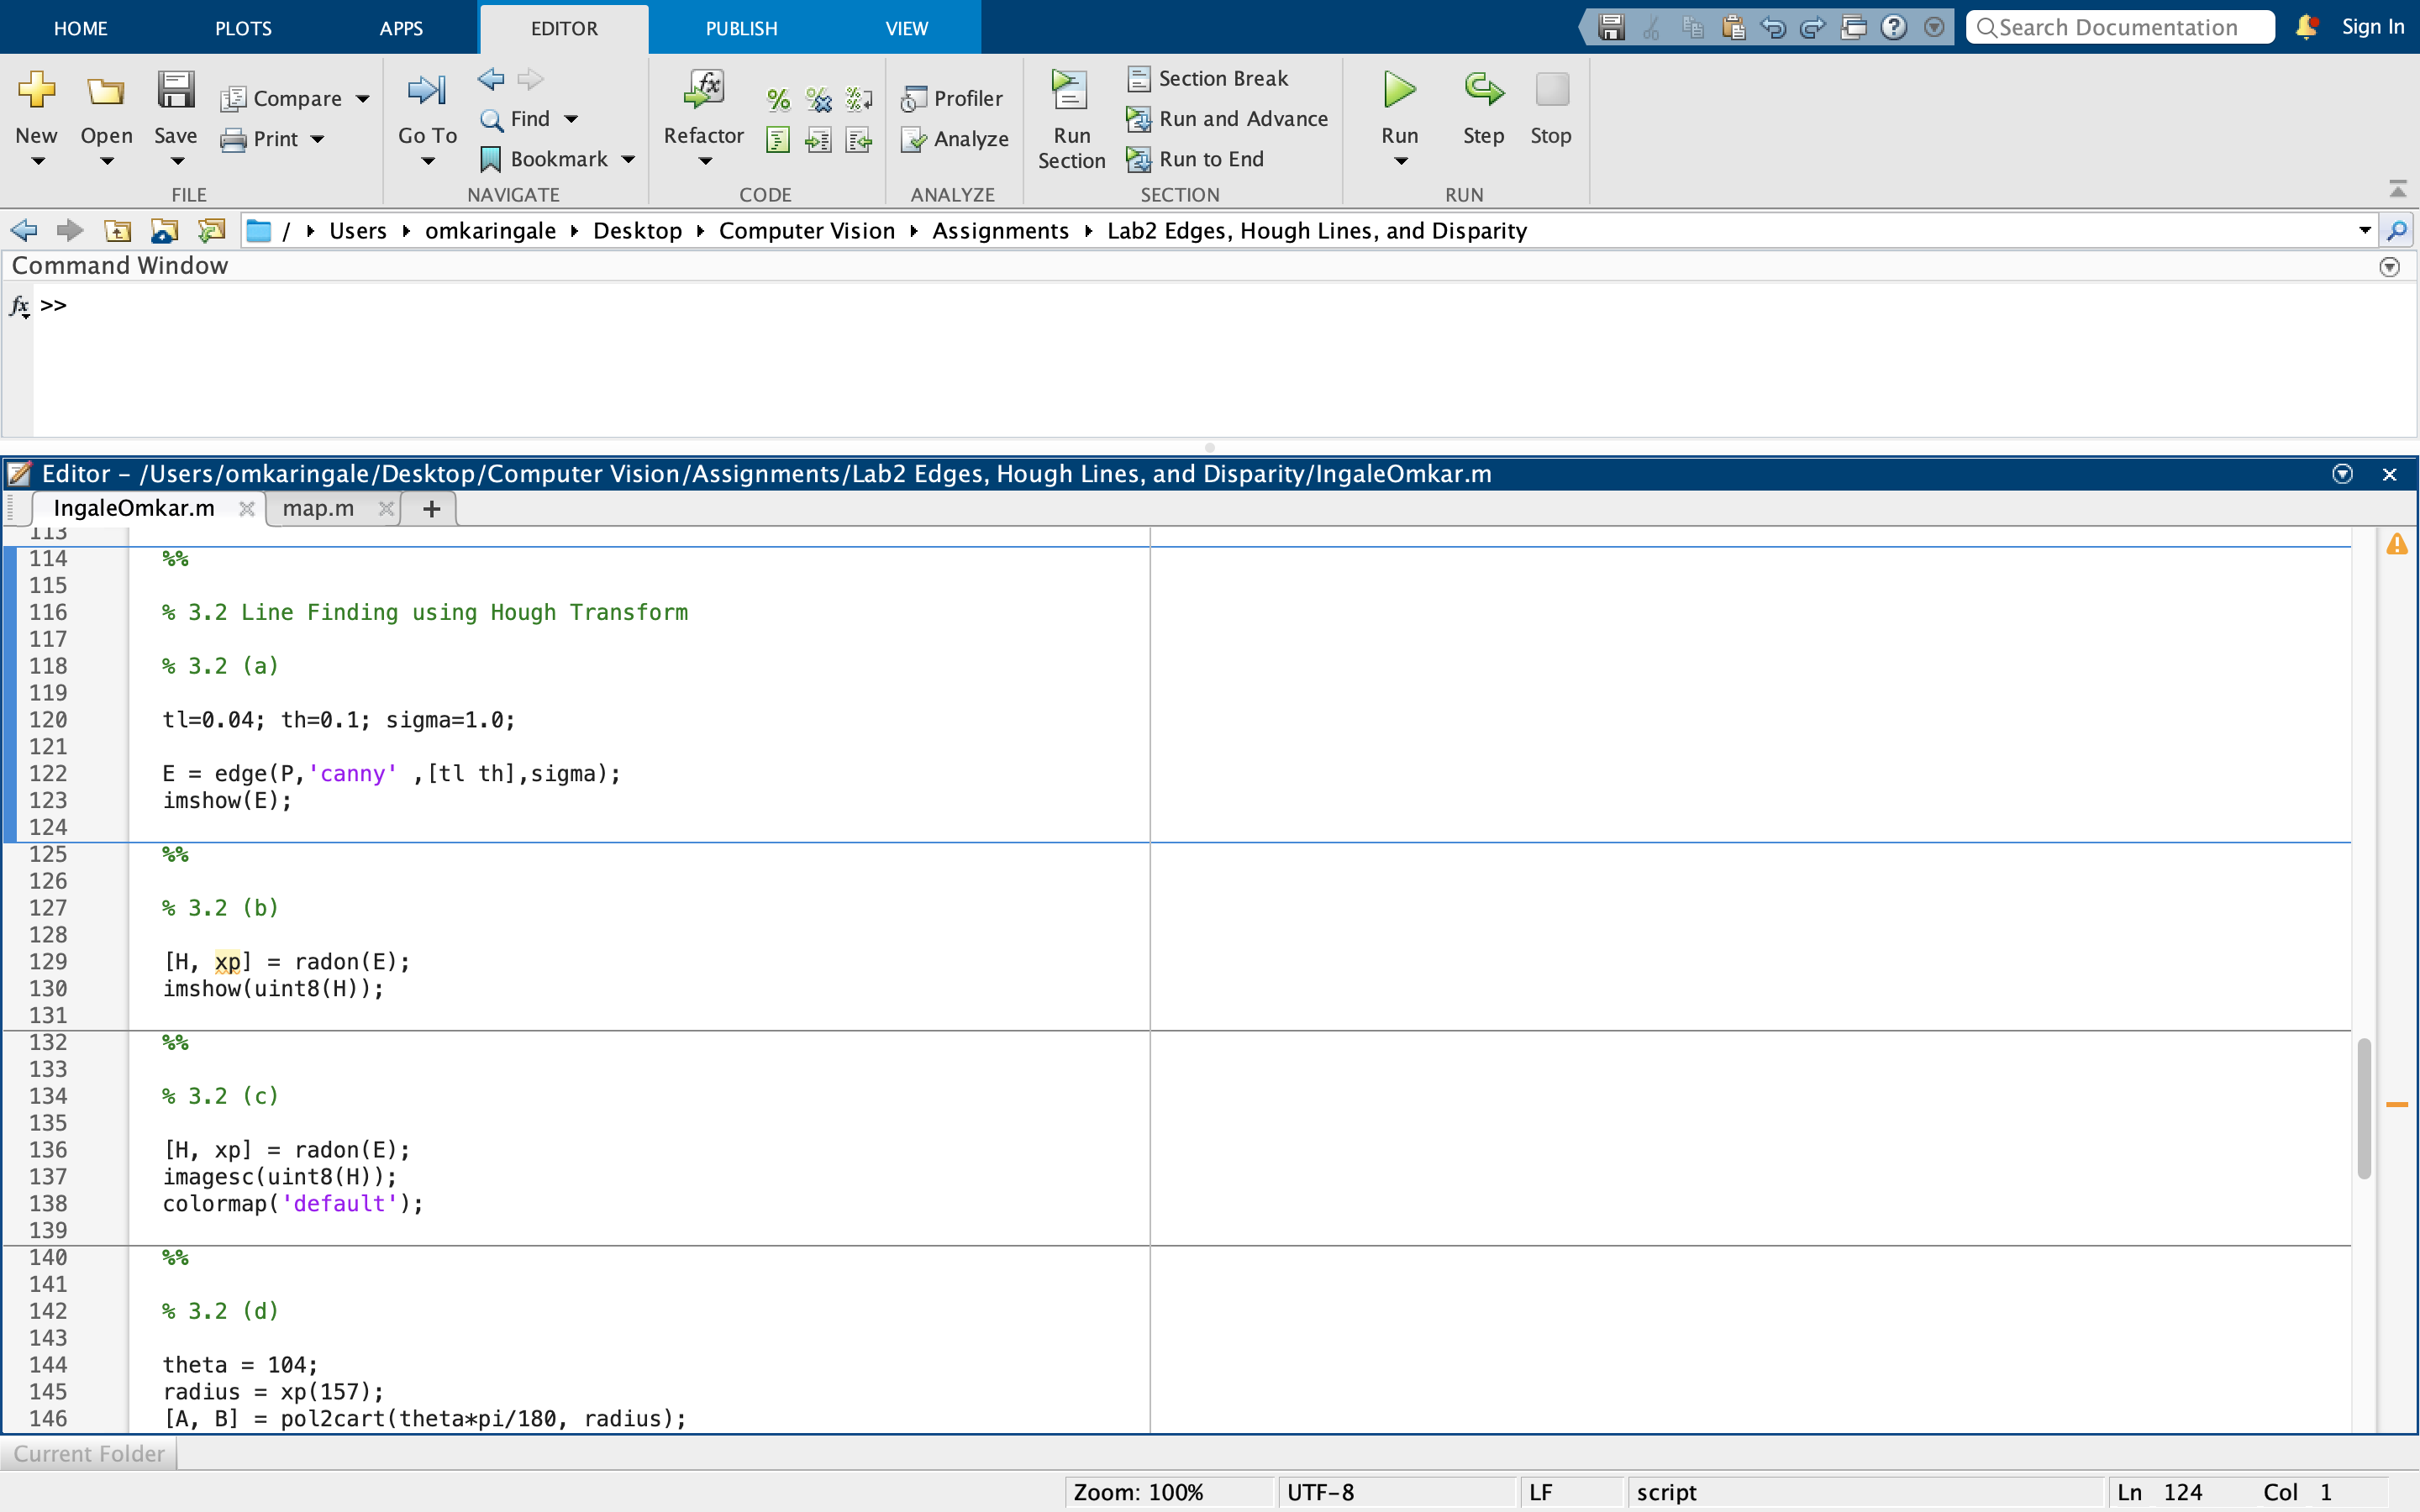 HOME PLOTS APPS EDITOR PUBLISH VIEW Search Documentation Sign In
New Open Save Compare Print
FILE
Go To Find Bookmark
NAVIGATE
Refactor
CODE
Profiler
Analyze
ANALYZE
Run Section
Section Break
Run and Advance
Run to End
SECTION
Run Step Stop
RUN
/ Users omkaringale Desktop Computer Vision Assignments Lab2 Edges, Hough Lines, and Disparity
Command Window
fx >>
Editor – /Users/omkaringale/Desktop/Computer Vision/Assignments/Lab2 Edges, Hough Lines, and Disparity/IngaleOmkar.m
IngaleOmkar.m map.m +
113
114 %%
115
116 % 3.2 Line Finding using Hough Transform
117
118 % 3.2 (a)
119
120 tl=0.04; th=0.1; sigma=1.0;
121
122 E = edge(P,'canny' ,[tl th],sigma);
123 imshow(E);
124
125 %%
126
127 % 3.2 (b)
128
129 [H, xp] = radon(E);
130 imshow(uint8(H));
131
132 %%
133
134 % 3.2 (c)
135
136 [H, xp] = radon(E);
137 imagesc(uint8(H));
138 colormap('default');
139
140 %%
141
142 % 3.2 (d)
143
144 theta = 104;
145 radius = xp(157);
146 [A, B] = pol2cart(theta*pi/180, radius);
Current Folder
Zoom: 100% UTF-8 LF script Ln 124 Col 1